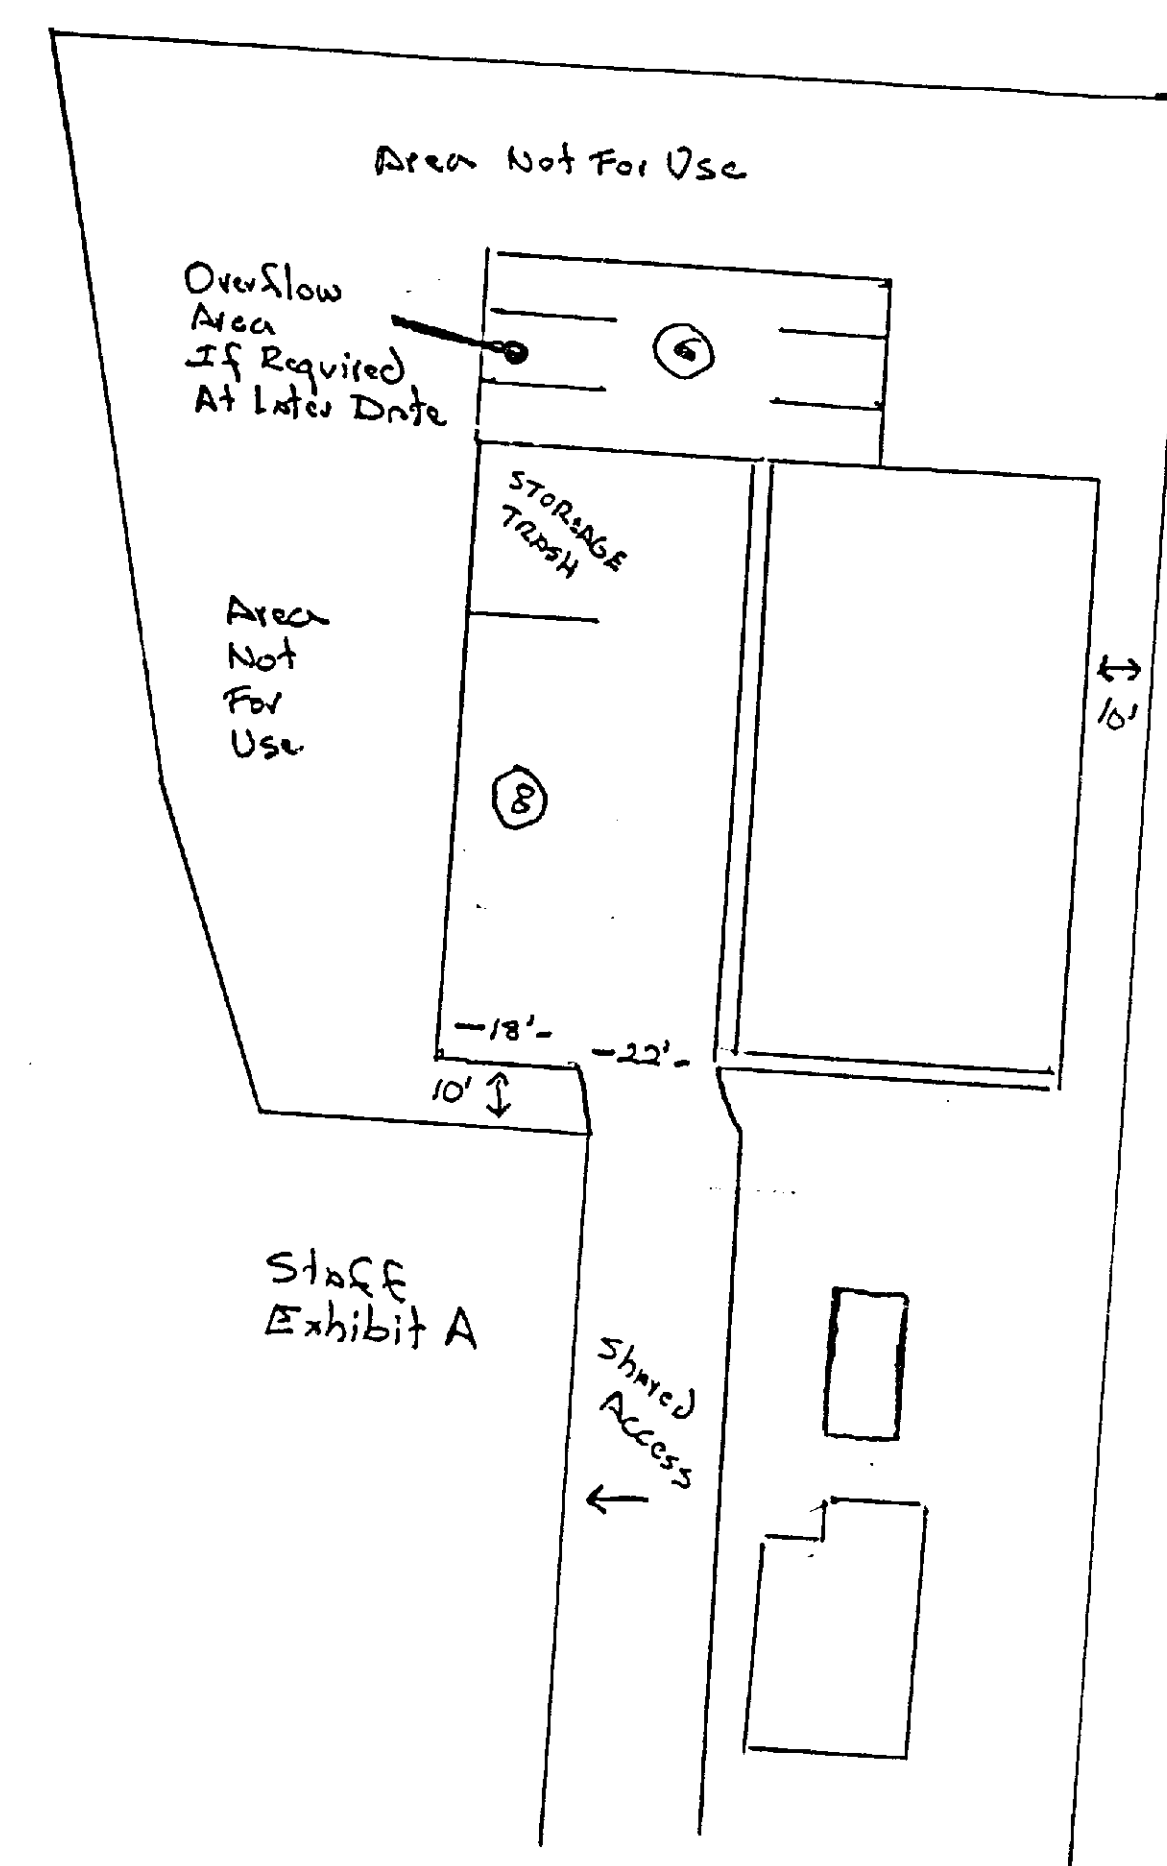 Area Not For Use
Overflow
Area
If Required
At Later Date
6
STORAGE
TRASH
Area
Not
For
Use
10'
8
-18'-
-22'-
10'
Staff
Exhibit A
Shared
Access